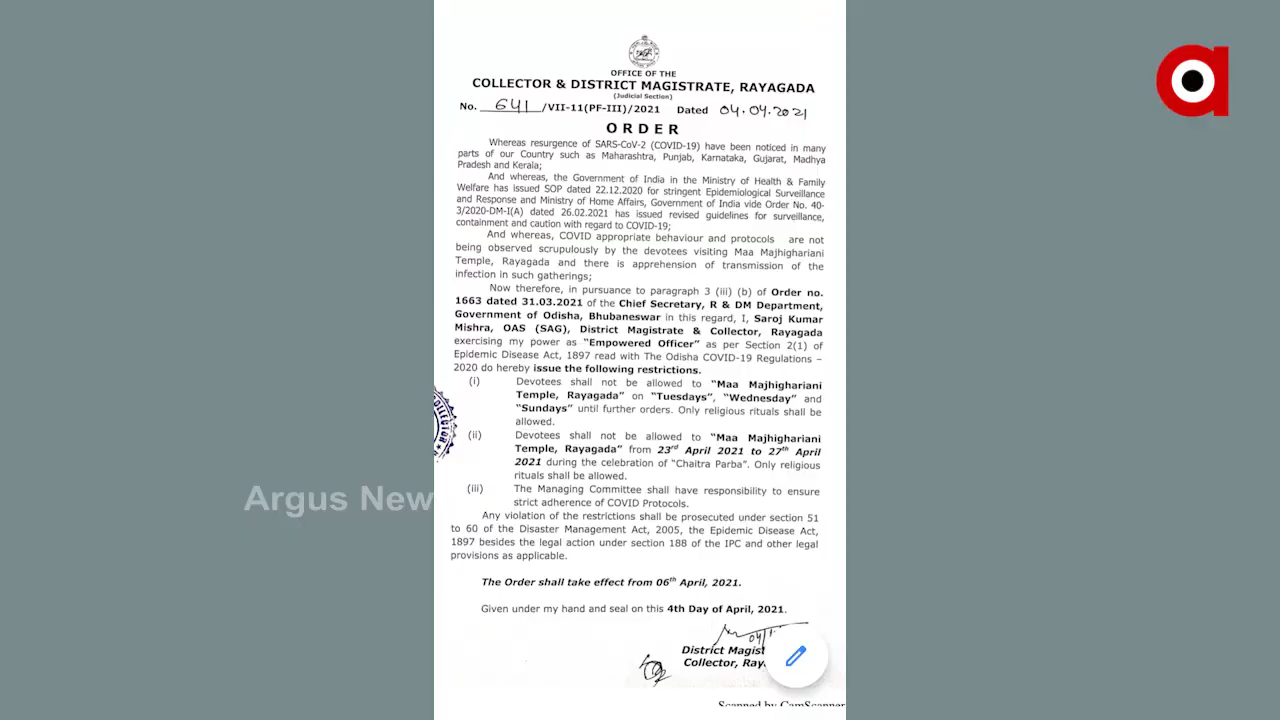 OFFICE OF THE
COLLECTOR & DISTRICT MAGISTRATE, RAYAGADA
(Judicial Section)
No. 641/VII-11(PF-III)/2021 Dated 04.04.2021
ORDER
Whereas resurgence of SARS-CoV-2 (COVID-19) have been noticed in many
parts of our Country such as Maharashtra, Punjab, Karnataka, Gujarat, Madhya
Pradesh and Kerala;
And whereas, the Government of India in the Ministry of Health & Family
Welfare has issued SOP dated 22.12.2020 for stringent Epidemiological Surveillance
and Response and Ministry of Home Affairs, Government of India vide Order No. 40-
3/2020-DM-I(A) dated 26.02.2021 has issued revised guidelines for surveillance,
containment and caution with regard to COVID-19;
And whereas, COVID appropriate behaviour and protocols are not
being observed scrupulously by the devotees visiting Maa Majhighariani
Temple, Rayagada and there is apprehension of transmission of the
infection in such gatherings;
Now therefore, in pursuance to paragraph 3 (iii) (b) of Order no.
1663 dated 31.03.2021 of the Chief Secretary, R & DM Department,
Government of Odisha, Bhubaneswar in this regard, I, Saroj Kumar
Mishra, OAS (SAG), District Magistrate & Collector, Rayagada
exercising my power as “Empowered Officer” as per Section 2(1) of
Epidemic Disease Act, 1897 read with The Odisha COVID-19 Regulations –
2020 do hereby issue the following restrictions.
(i) Devotees shall not be allowed to “Maa Majhighariani
Temple, Rayagada” on “Tuesdays”, “Wednesday” and
“Sundays” until further orders. Only religious rituals shall be
allowed.
(ii) Devotees shall not be allowed to “Maa Majhighariani
Temple, Rayagada” from 23rd April 2021 to 27th April
2021 during the celebration of “Chaitra Parba”. Only religious
rituals shall be allowed.
(iii) The Managing Committee shall have responsibility to ensure
strict adherence of COVID Protocols.
Any violation of the restrictions shall be prosecuted under section 51
to 60 of the Disaster Management Act, 2005, the Epidemic Disease Act,
1897 besides the legal action under section 188 of the IPC and other legal
provisions as applicable.
The Order shall take effect from 06th April, 2021.
Given under my hand and seal on this 4th Day of April, 2021.
District Magist
Collector, Ray
Scanned by CamScanner
COLLECTOR
Argus New
a